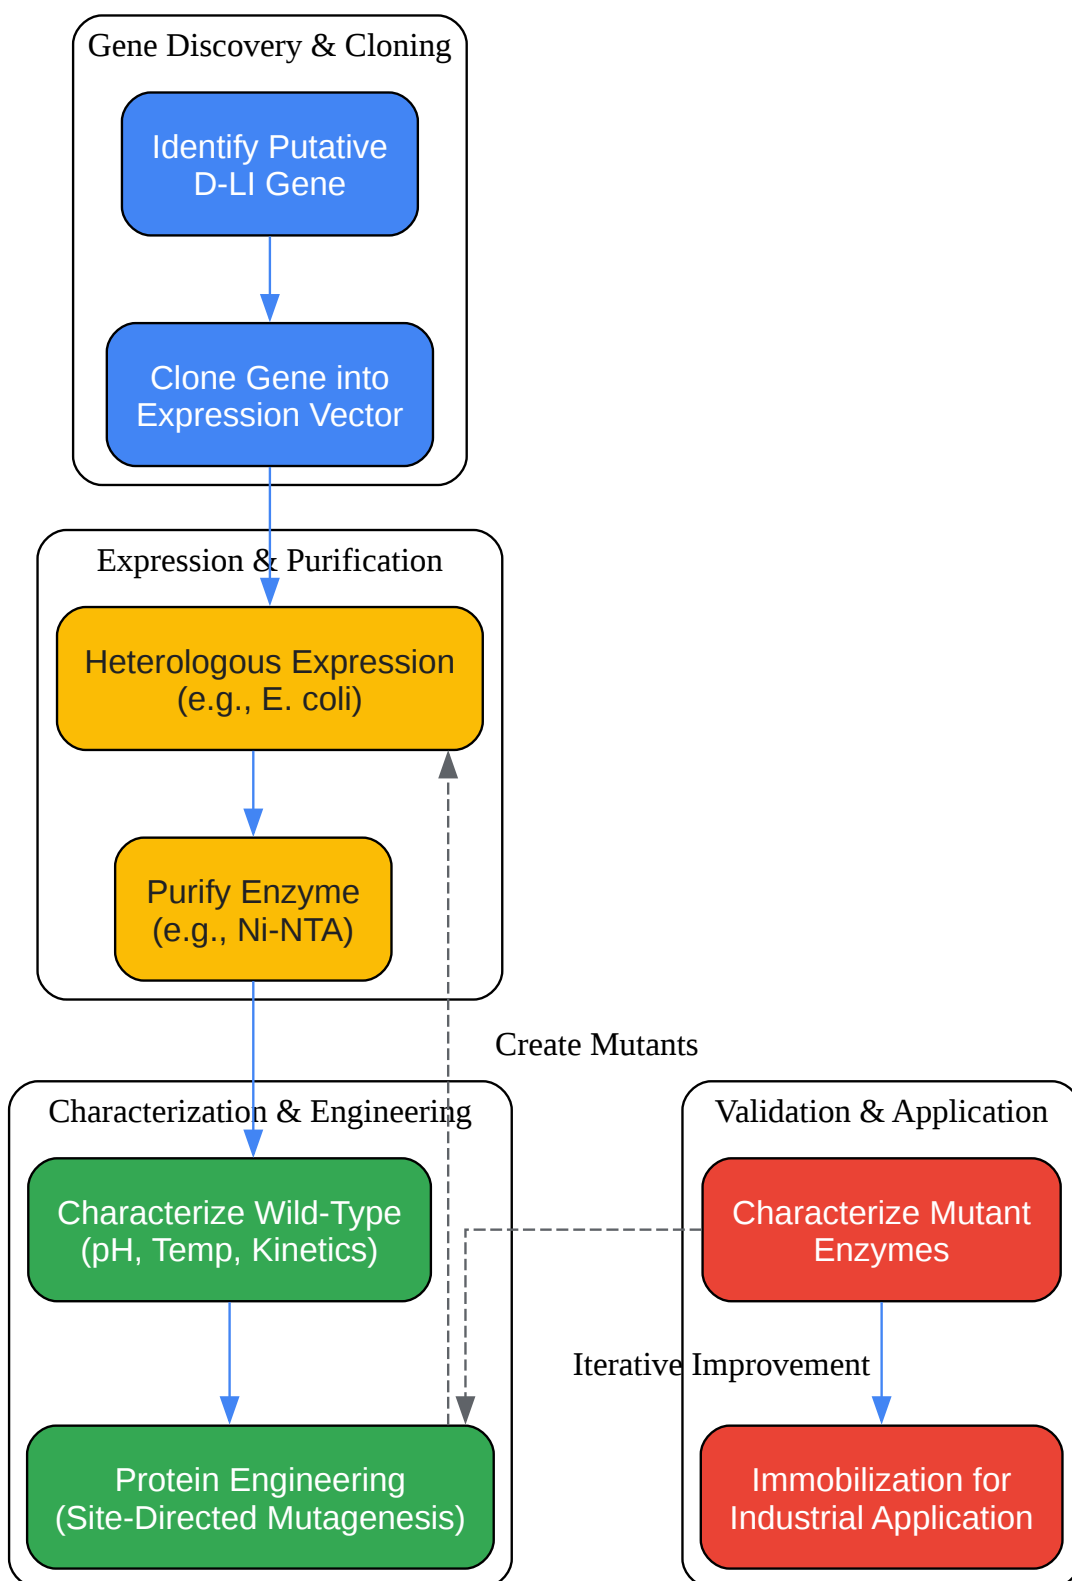 Gene Discovery & Cloning
Identify Putative
D-LI Gene
Clone Gene into
Expression Vector
Expression & Purification
Heterologous Expression
(e.g., E. coli)
Purify Enzyme
(e.g., Ni-NTA)
Create Mutants
Characterization & Engineering
Characterize Wild-Type
(pH, Temp, Kinetics)
Protein Engineering
(Site-Directed Mutagenesis)
Validation & Application
Characterize Mutant
Enzymes
Iterative Improvement
Immobilization for
Industrial Application